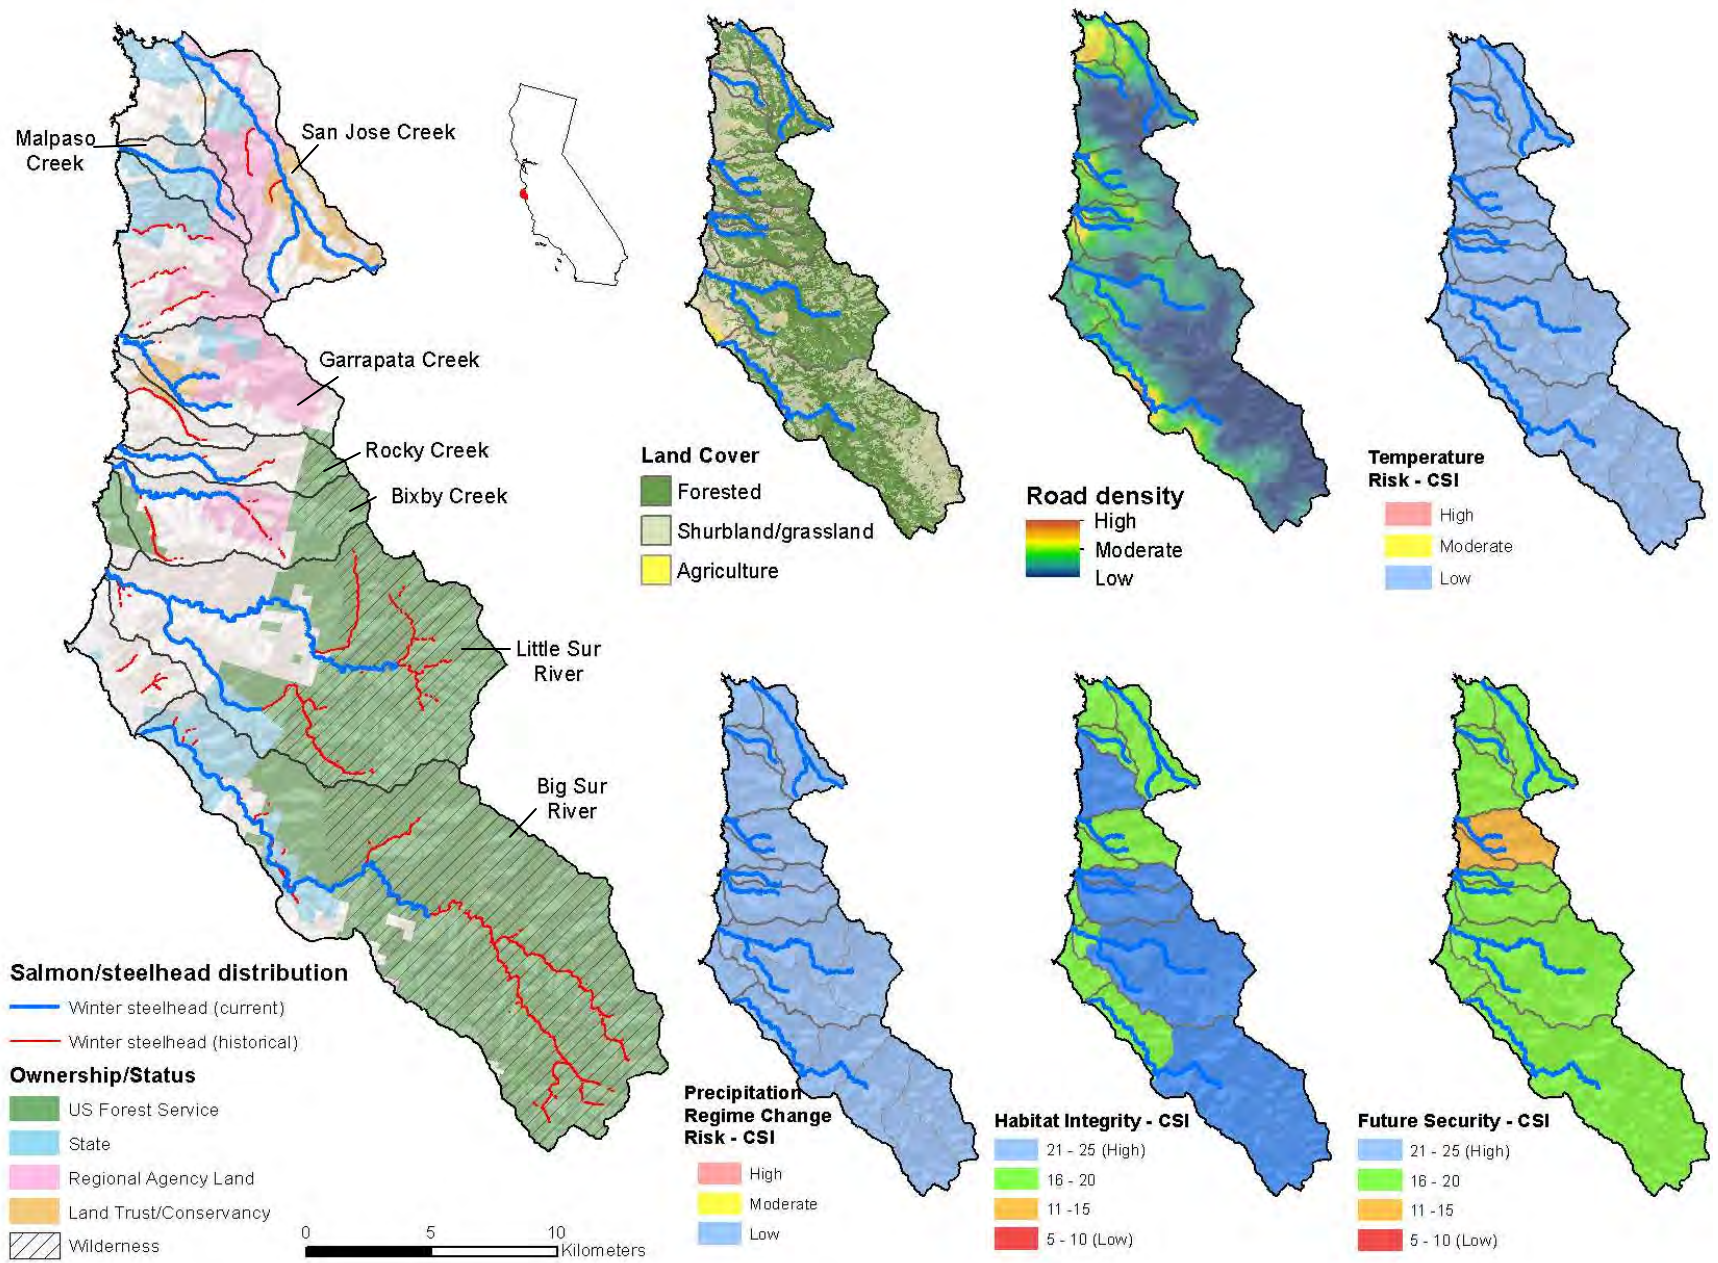 Malpaso
Creek
San Jose Creek
Garrapata Creek
Rocky Creek
Bixby Creek
Little Sur
River
Big Sur
River
Salmon/steelhead distribution
Winter steelhead (current)
Winter steelhead (historical)
Ownership/Status
US Forest Service
State
Regional Agency Land
Land Trust/Conservancy
Wilderness
0 5 10
Kilometers
Land Cover
Forested
Shurbland/grassland
Agriculture
Road density
High
Moderate
Low
Temperature
Risk - CSI
High
Moderate
Low
Precipitation
Regime Change
Risk - CSI
High
Moderate
Low
Habitat Integrity - CSI
21 - 25 (High)
16 - 20
11 -15
5 - 10 (Low)
Future Security - CSI
21 - 25 (High)
16 - 20
11 -15
5 - 10 (Low)